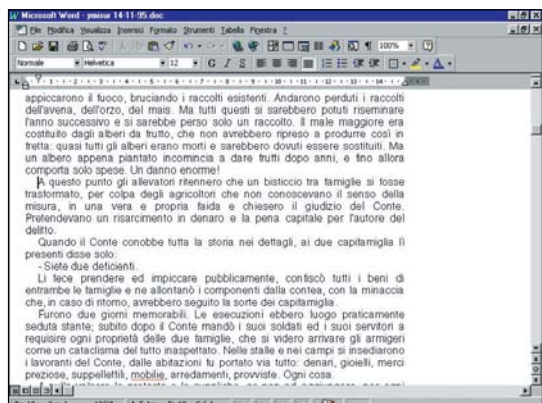 Microsoft Word - ymisur 14-11-95.doc
File Modifica Visualizza Inserisci Formato Strumenti Tabella Finestra ?
100%
Normale Helvetica 12 G I S
appiccarono il fuoco, bruciando i raccolti esistenti. Andarono perduti i raccolti
dell'avena, dell'orzo, del mais. Ma tutti questi si sarebbero potuti riseminare
l'anno successivo e si sarebbe perso solo un raccolto. Il male maggiore era
costituito dagli alberi da frutto, che non avrebbero ripreso a produrre così in
fretta: quasi tutti gli alberi erano morti e sarebbero dovuti essere sostituiti. Ma
un albero appena piantato incomincia a dare frutti dopo anni, e fino allora
comporta solo spese. Un danno enorme!
A questo punto gli allevatori ritennero che un bisticcio tra famiglie si fosse
trasformato, per colpa degli agricoltori che non conoscevano il senso della
misura, in una vera e propria faida e chiesero il giudizio del Conte.
Pretendevano un risarcimento in denaro e la pena capitale per l'autore del
delitto.
Quando il Conte conobbe tutta la storia nei dettagli, ai due capifamiglia lì
presenti disse solo:
- Siete due deficienti.
Li fece prendere ed impiccare pubblicamente, confiscò tutti i beni di
entrambe le famiglie e ne allontanò i componenti dalla contea, con la minaccia
che, in caso di ritorno, avrebbero seguito la sorte dei capifamiglia.
Furono due giorni memorabili. Le esecuzioni ebbero luogo praticamente
seduta stante; subito dopo il Conte mandò i suoi soldati ed i suoi servitori a
requisire ogni proprietà delle due famiglie, che si videro arrivare gli armigeri
come un cataclisma del tutto inaspettato. Nelle stalle e nei campi si insediarono
i lavoranti del Conte, dalle abitazioni fu portato via tutto: denari, gioielli, merci
preziose, suppellettili, mobilie, arredamenti, provviste. Ogni cosa.